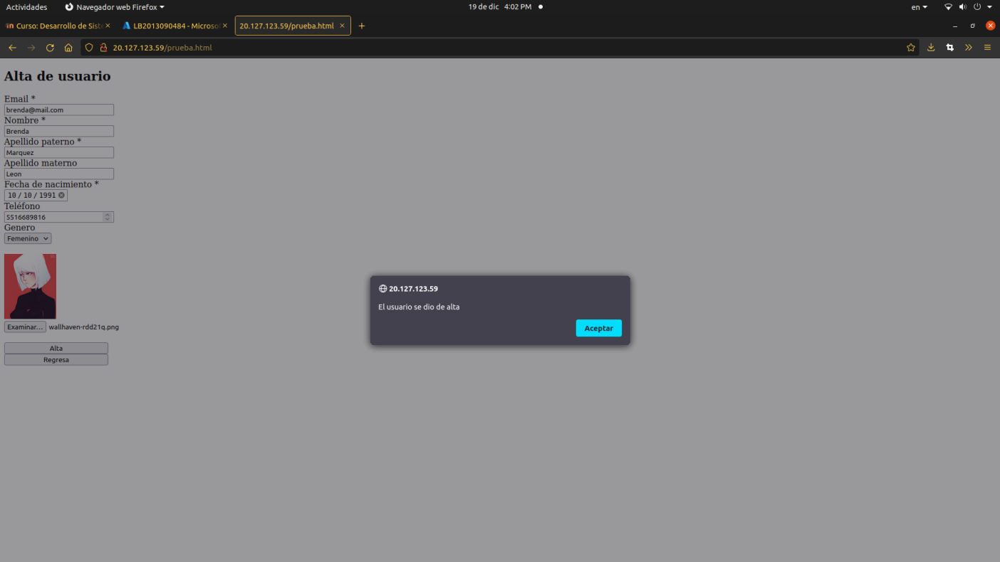 Actividades
Navegador web Firefox
19 de dic 4:02 PM
en
Curso: Desarrollo de Siste
LB2013090484 - Microsof
20.127.123.59/prueba.html
20.127.123.59/prueba.html
Alta de usuario
Email *
brenda@mail.com
Nombre *
Brenda
Apellido paterno *
Marquez
Apellido materno
Leon
Fecha de nacimiento *
10 / 10 / 1991
Teléfono
5516689816
Genero
Femenino
Examinar... wallhaven-rdd21q.png
Alta
Regresa
20.127.123.59
El usuario se dio de alta
Aceptar